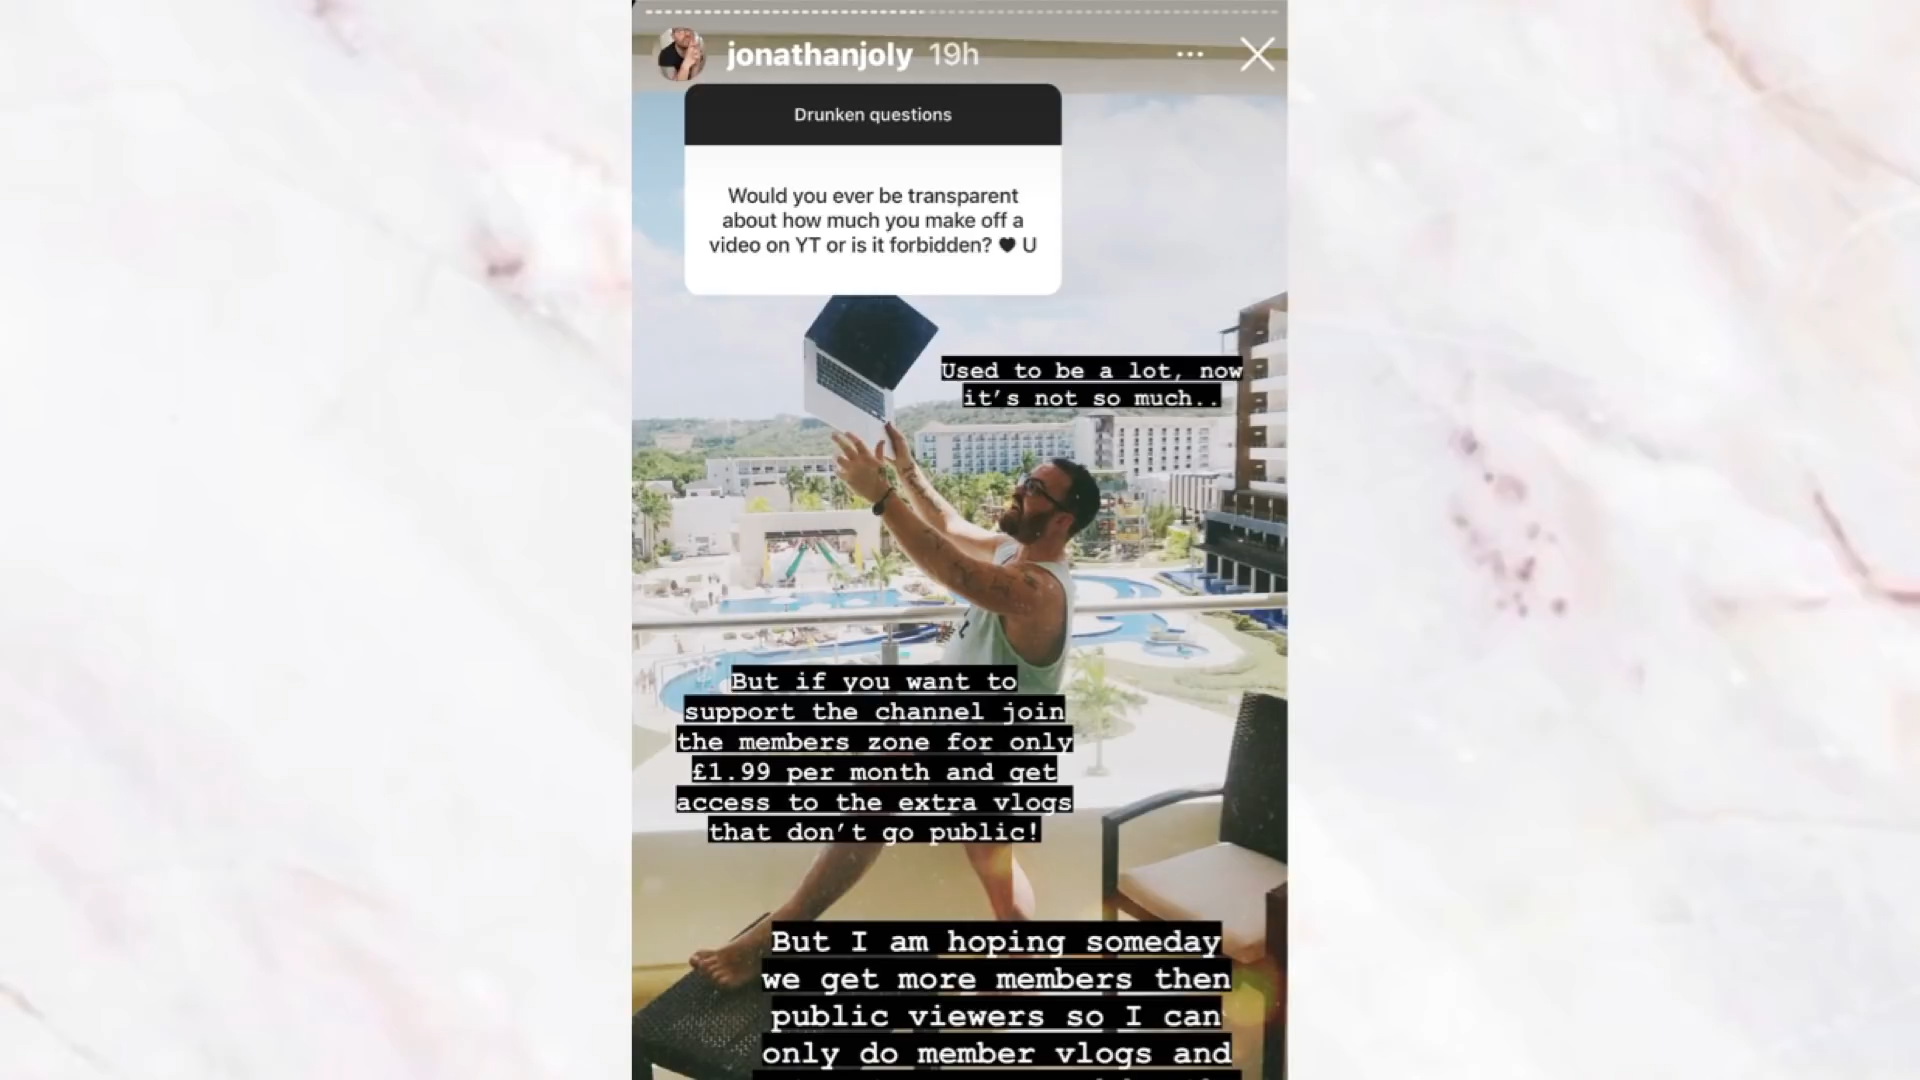 jonathanjoly 19h
Drunken questions
Would you ever be transparent
about how much you make off a
video on YT or is it forbidden? ♥ U
Used to be a lot, now
it's not so much..
But if you want to
support the channel join
the members zone for only
£1.99 per month and get
access to the extra vlogs
that don't go public!
But I am hoping someday
we get more members then
public viewers so I can
only do member vlogs and